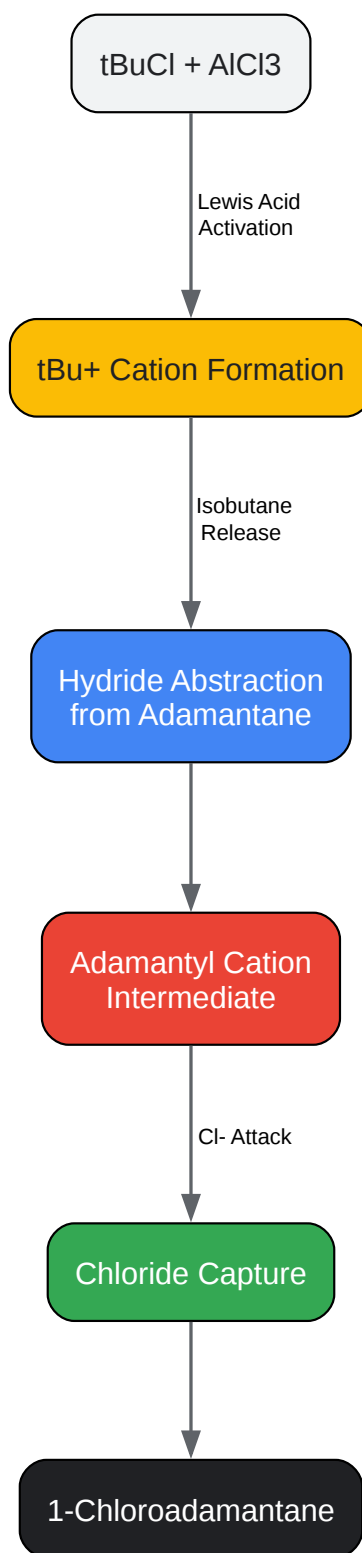 tBuCl + AlCl3
Lewis Acid
Activation
tBu+ Cation Formation
Isobutane
Release
Hydride Abstraction
from Adamantane
Adamantyl Cation
Intermediate
Cl- Attack
Chloride Capture
1-Chloroadamantane